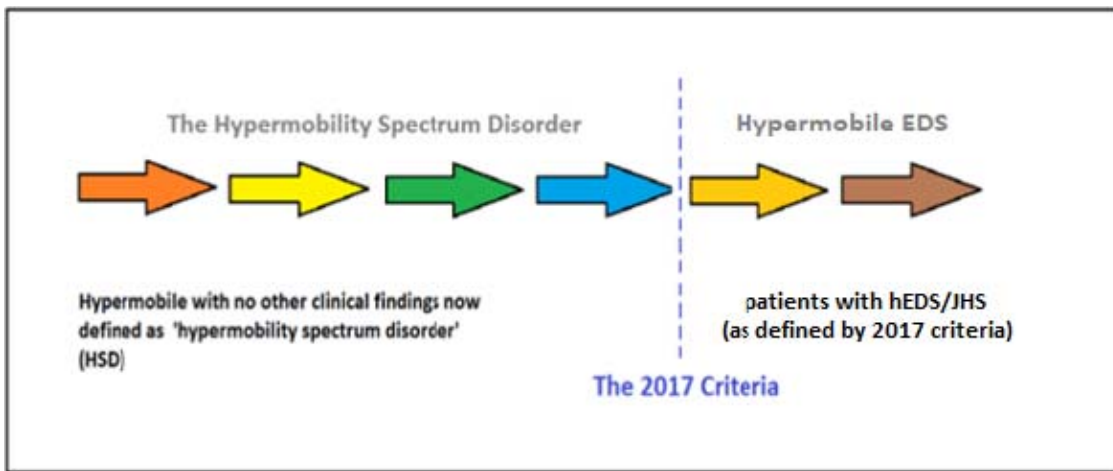 The Hypermobility Spectrum Disorder
Hypermobile EDS
Hypermobile with no other clinical findings now
defined as 'hypermobility spectrum disorder'
(HSD)
patients with hEDS/JHS
(as defined by 2017 criteria)
The 2017 Criteria